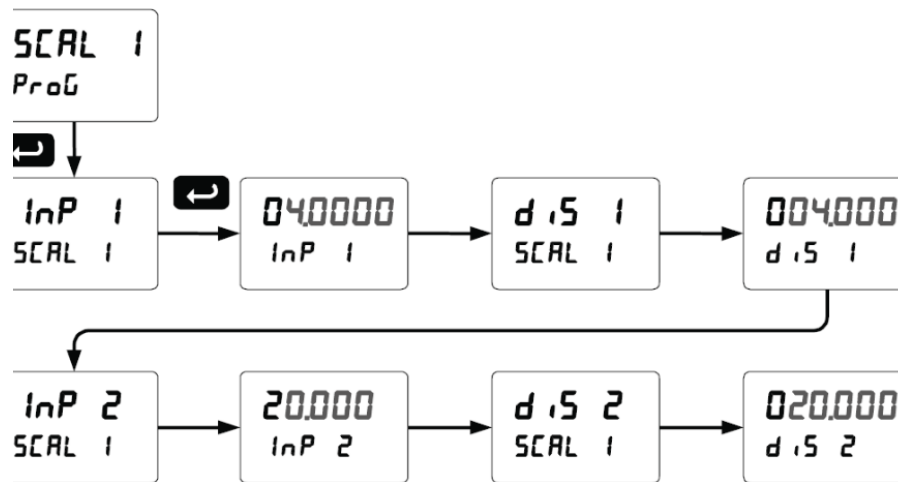 SCAL 1
ProG
InP 1
SCAL 1
04.0000
InP 1
diS 1
SCAL 1
004.000
diS 1
InP 2
SCAL 1
20.000
InP 2
diS 2
SCAL 1
020.000
diS 2